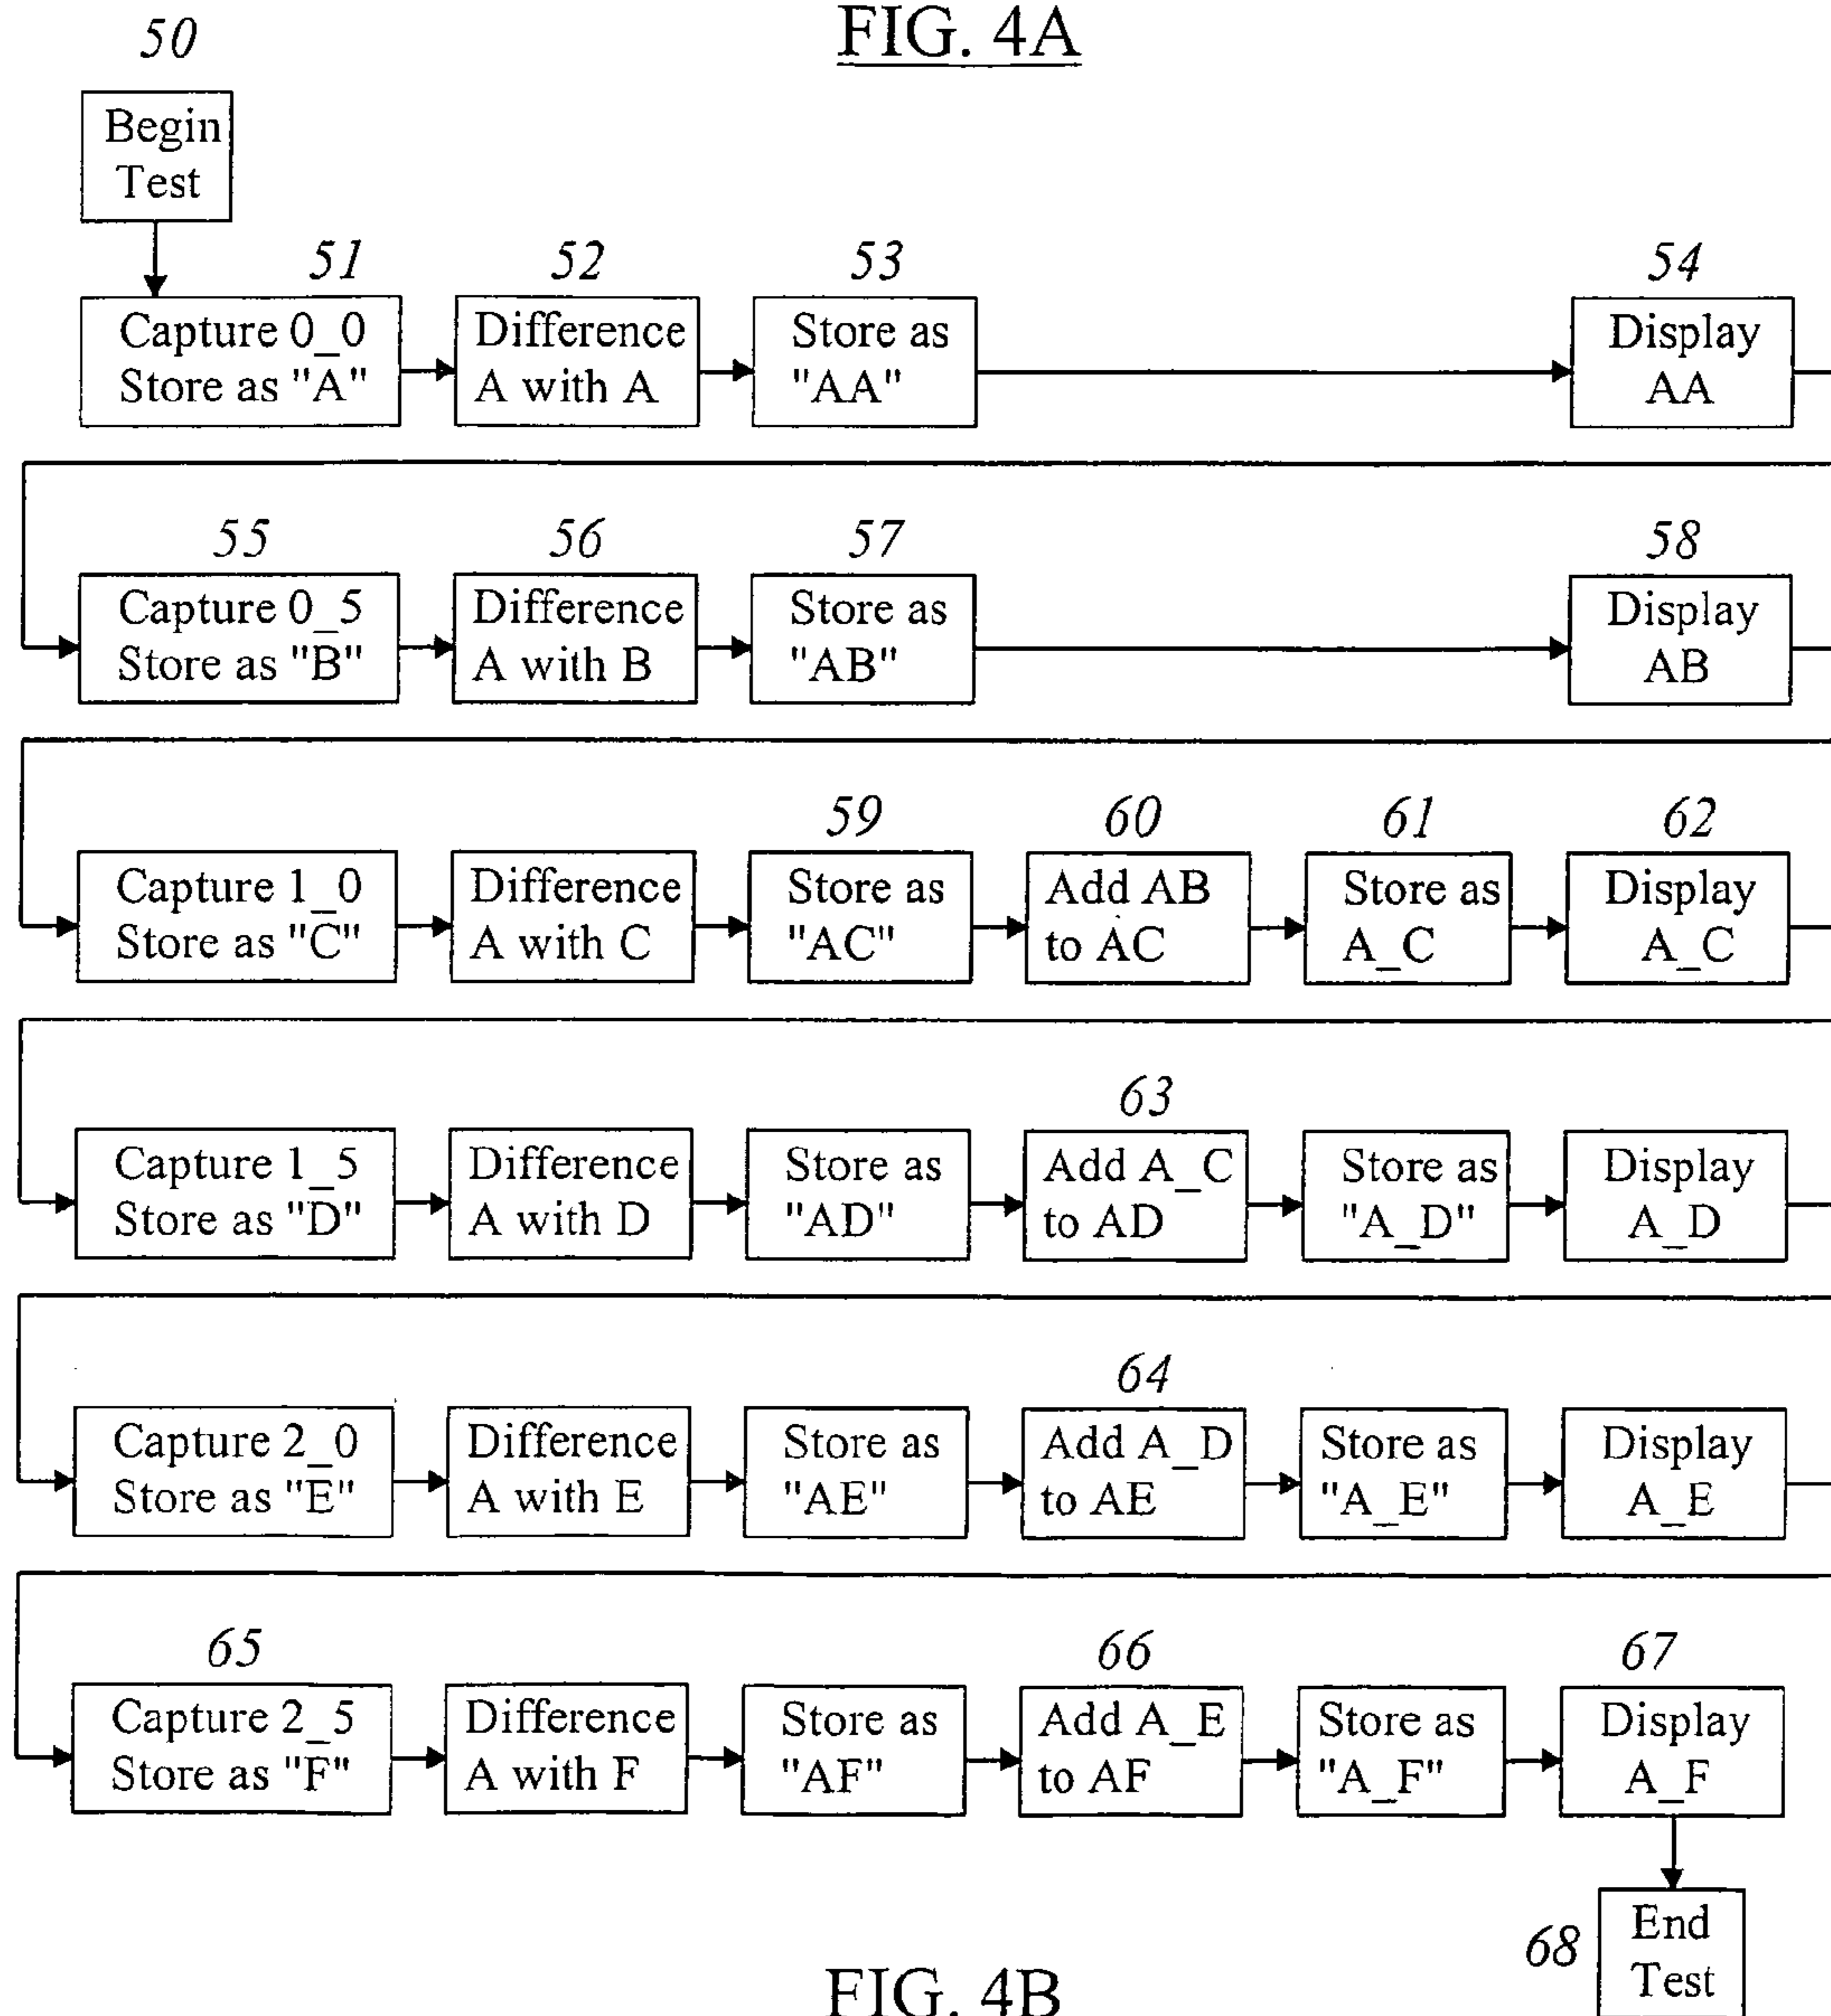 FIG. 4A
50
Begin
Test
51
Capture 0_0
Store as "A"
52
Difference
A with A
53
Store as
"AA"
54
Display
AA
55
Capture 0_5
Store as "B"
56
Difference
A with B
57
Store as
"AB"
58
Display
AB
Capture 1_0
Store as "C"
Difference
A with C
59
Store as
"AC"
60
Add AB
to AC
61
Store as
A_C
62
Display
A_C
Capture 1_5
Store as "D"
Difference
A with D
Store as
"AD"
63
Add A_C
to AD
Store as
"A_D"
Display
A_D
Capture 2_0
Store as "E"
Difference
A with E
Store as
"AE"
64
Add A_D
to AE
Store as
"A_E"
Display
A_E
65
Capture 2_5
Store as "F"
Difference
A with F
Store as
"AF"
66
Add A_E
to AF
Store as
"A_F"
67
Display
A_F
68
End
Test
FIG. 4B